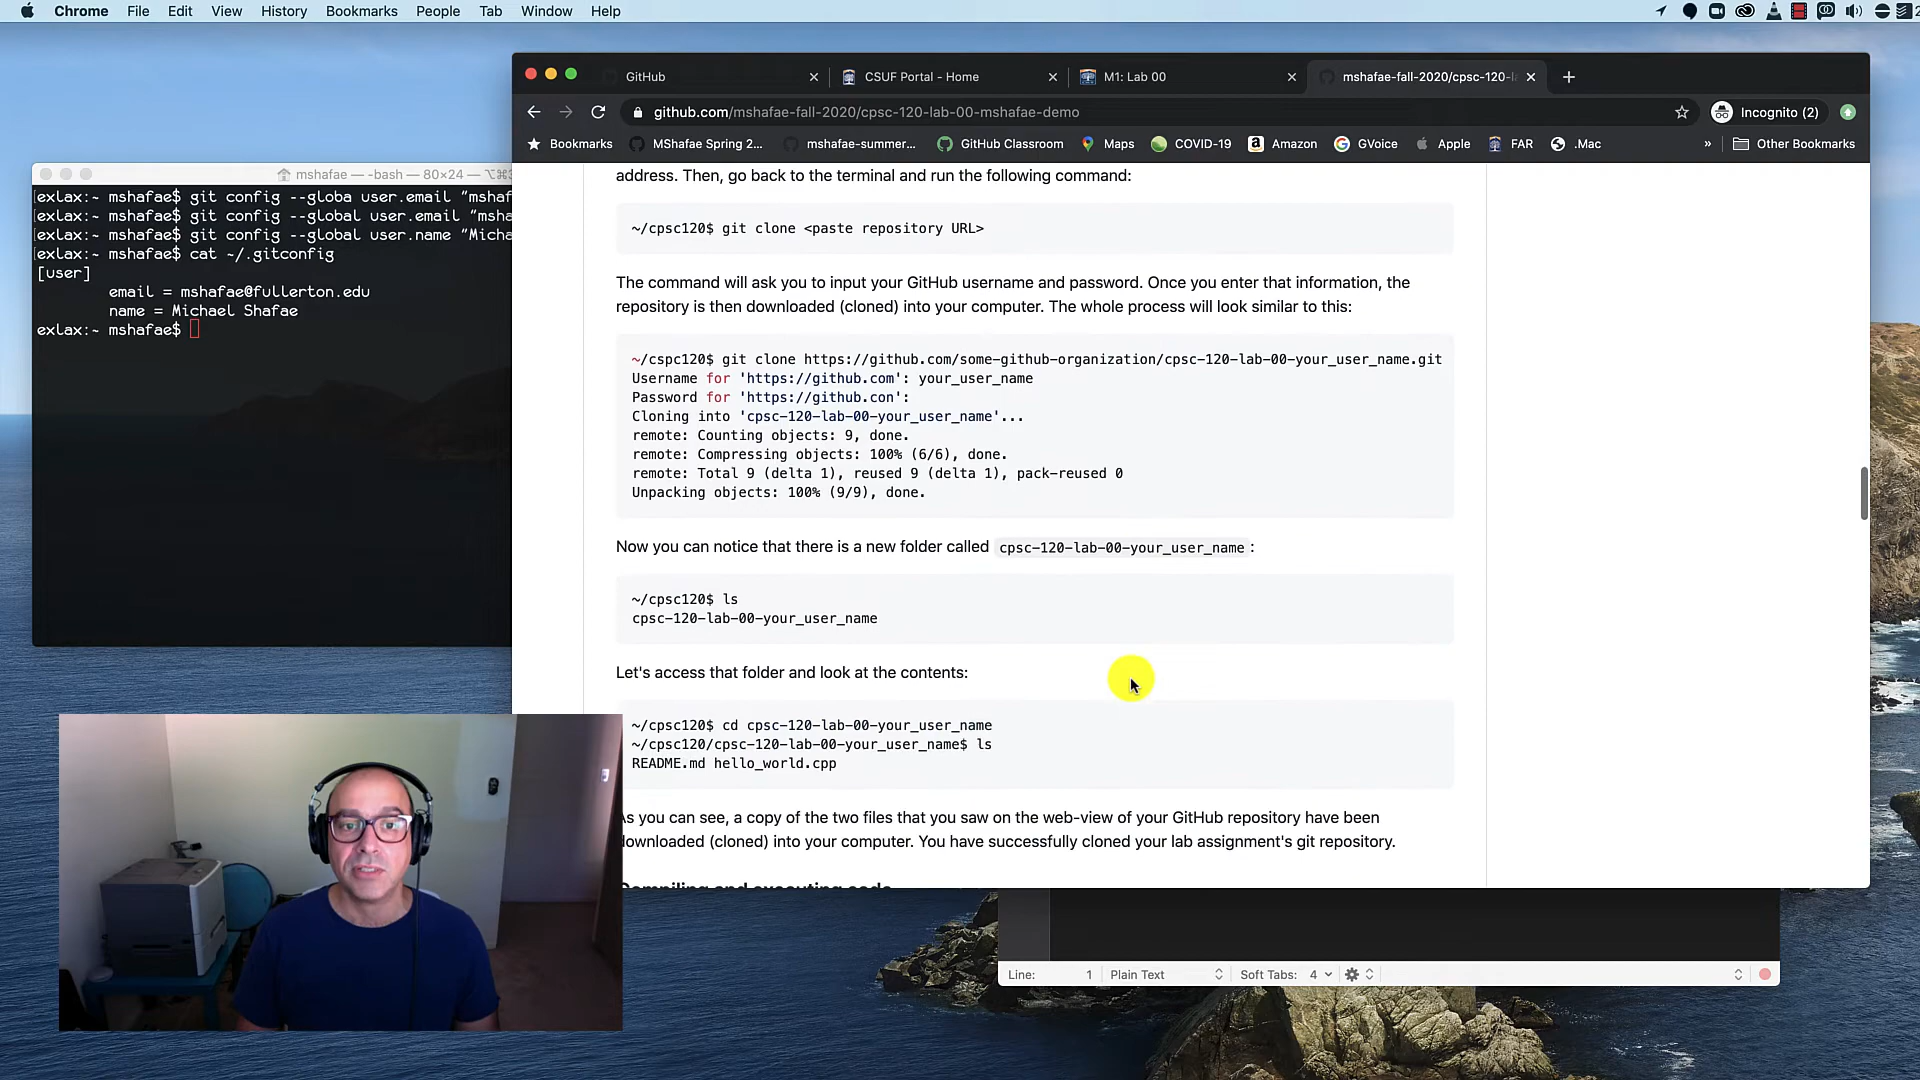 Chrome File Edit View History Bookmarks People Tab Window Help
GitHub
CSUF Portal - Home
M1: Lab 00
mshafae-fall-2020/cpsc-120-l
github.com/mshafae-fall-2020/cpsc-120-lab-00-mshafae-demo
Incognito (2)
Bookmarks MShafae Spring 2... mshafae-summer... GitHub Classroom Maps COVID-19 Amazon GVoice Apple FAR .Mac » Other Bookmarks
mshafae — -bash — 80×24 —
exlax:~ mshafae$ git config --globa user.email "mshaf
exlax:~ mshafae$ git config --global user.email "msha
exlax:~ mshafae$ git config --global user.name "Micha
exlax:~ mshafae$ cat ~/.gitconfig
[user]
email = mshafae@fullerton.edu
name = Michael Shafae
exlax:~ mshafae$
address. Then, go back to the terminal and run the following command:
~/cpsc120$ git clone <paste repository URL>
The command will ask you to input your GitHub username and password. Once you enter that information, the
repository is then downloaded (cloned) into your computer. The whole process will look similar to this:
~/cspc120$ git clone https://github.com/some-github-organization/cpsc-120-lab-00-your_user_name.git
Username for 'https://github.com': your_user_name
Password for 'https://github.con':
Cloning into 'cpsc-120-lab-00-your_user_name'...
remote: Counting objects: 9, done.
remote: Compressing objects: 100% (6/6), done.
remote: Total 9 (delta 1), reused 9 (delta 1), pack-reused 0
Unpacking objects: 100% (9/9), done.
Now you can notice that there is a new folder called cpsc-120-lab-00-your_user_name :
~/cpsc120$ ls
cpsc-120-lab-00-your_user_name
Let's access that folder and look at the contents:
~/cpsc120$ cd cpsc-120-lab-00-your_user_name
~/cpsc120/cpsc-120-lab-00-your_user_name$ ls
README.md hello_world.cpp
As you can see, a copy of the two files that you saw on the web-view of your GitHub repository have been
downloaded (cloned) into your computer. You have successfully cloned your lab assignment's git repository.
Compiling and executing code
Line: 1 Plain Text Soft Tabs: 4